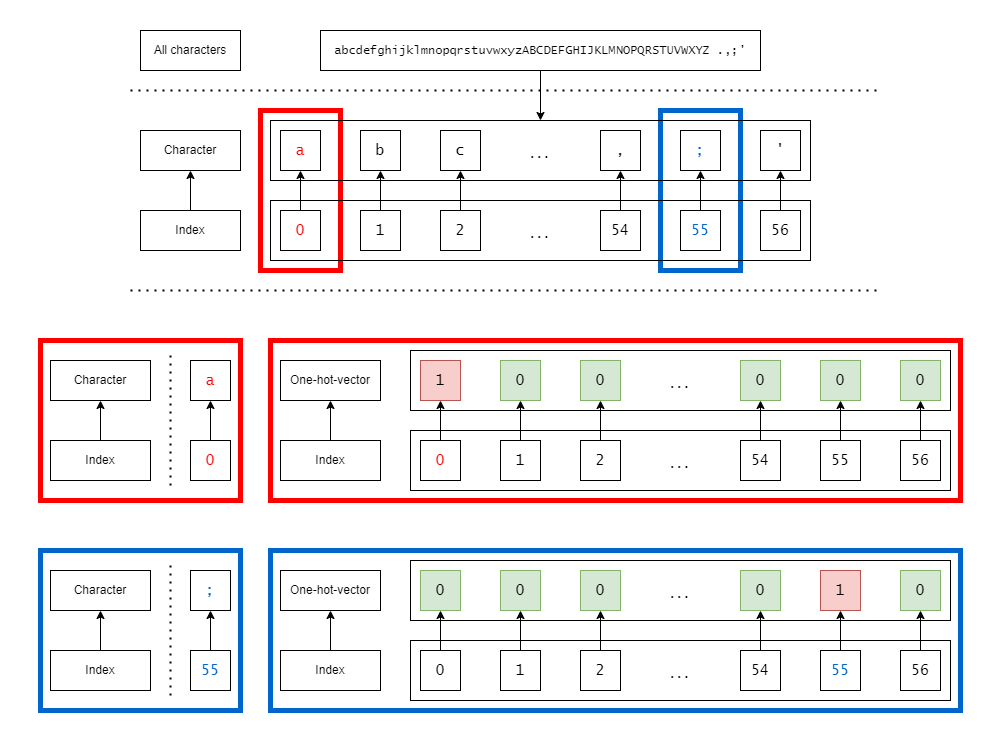 All characters
abcdefghijklmnopqrstuvwxyzABCDEFGHIJKLMNOPQRSTUVWXYZ .,;'
Character a b c ... , ; '
Index 0 1 2 ... 54 55 56
Character a
Index 0
One-hot-vector 1 0 0 ... 0 0 0
Index 0 1 2 ... 54 55 56
Character ;
Index 55
One-hot-vector 0 0 0 ... 0 1 0
Index 0 1 2 ... 54 55 56